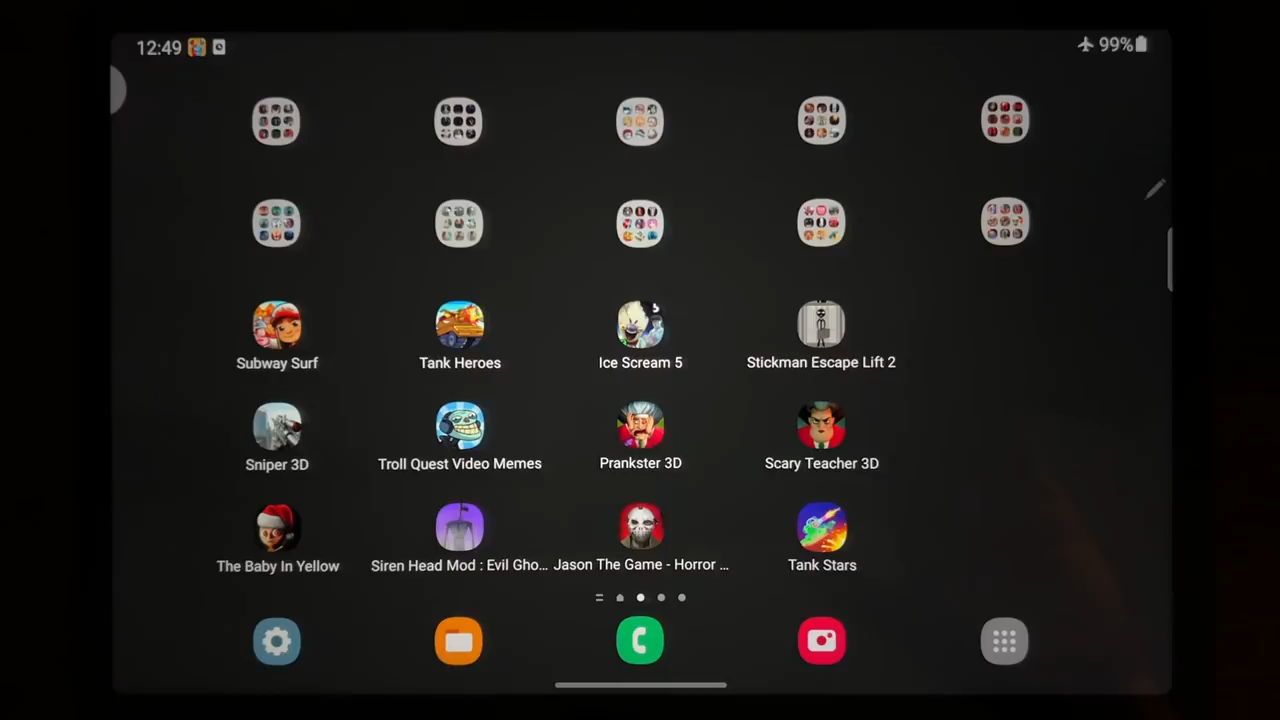 12:49
99%
Subway Surf
Tank Heroes
Ice Scream 5
Stickman Escape Lift 2
Sniper 3D
Troll Quest Video Memes
Prankster 3D
Scary Teacher 3D
The Baby In Yellow
Siren Head Mod : Evil Gho...
Jason The Game - Horror ...
Tank Stars